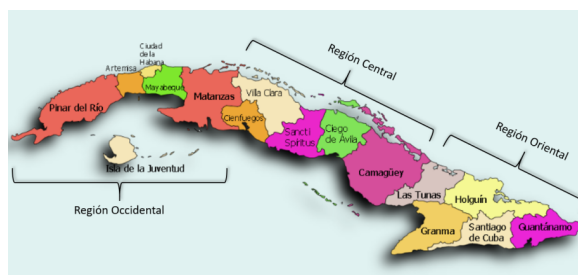 Ciudad
de la
Habana
Artemisa
Mayabeque
Pinar del Río
Matanzas
Isla de la Juventud
Región Occidental
Región Central
Villa Clara
Cienfuegos
Sancti
Spíritus
Ciego
de Ávila
Camagüey
Región Oriental
Las Tunas
Holguín
Granma
Santiago
de Cuba
Guantánamo